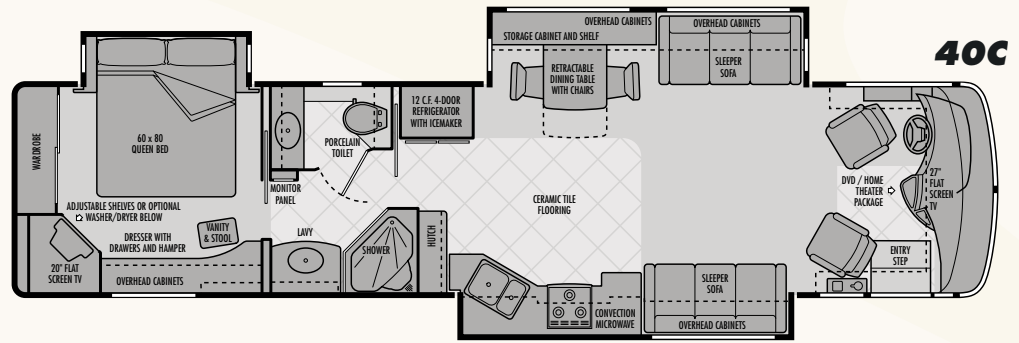 40C
OVERHEAD CABINETS
STORAGE CABINET AND SHELF
OVERHEAD CABINETS
SLEEPER
SOFA
RETRACTABLE
DINING TABLE
WITH CHAIRS
12 C.F. 4-DOOR
REFRIGERATOR
WITH ICEMAKER
PORCELAIN
TOILET
WARDROBE
60 x 80
QUEEN BED
MONITOR
PANEL
ADJUSTABLE SHELVES OR OPTIONAL
WASHER/DRYER BELOW
VANITY
& STOOL
DRESSER WITH
DRAWERS AND HAMPER
20" FLAT
SCREEN TV
OVERHEAD CABINETS
LAVY
SHOWER
HUTCH
CERAMIC TILE
FLOORING
CONVECTION
MICROWAVE
SLEEPER
SOFA
OVERHEAD CABINETS
DVD / HOME
THEATER
PACKAGE
27"
FLAT
SCREEN
TV
ENTRY
STEP